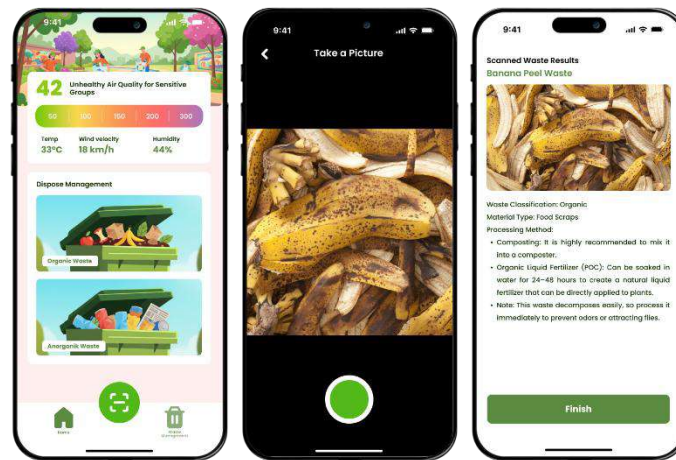 9:41
42 Unhealthy Air Quality for Sensitive
Groups
50 100 150 200 300
Temp Wind velocity Humidity
33°C 18 km/h 44%
Dispose Management
Organic Waste
Anorganik Waste
Home
Waste
Management
9:41
Take a Picture
9:41
Scanned Waste Results
Banana Peel Waste
Waste Classification: Organic
Material Type: Food Scraps
Processing Method:
• Composting: It is highly recommended to mix it
into a composter.
• Organic Liquid Fertilizer (POC): Can be soaked in
water for 24–48 hours to create a natural liquid
fertilizer that can be directly applied to plants.
• Note: This waste decomposes easily, so process it
immediately to prevent odors or attracting flies.
Finish